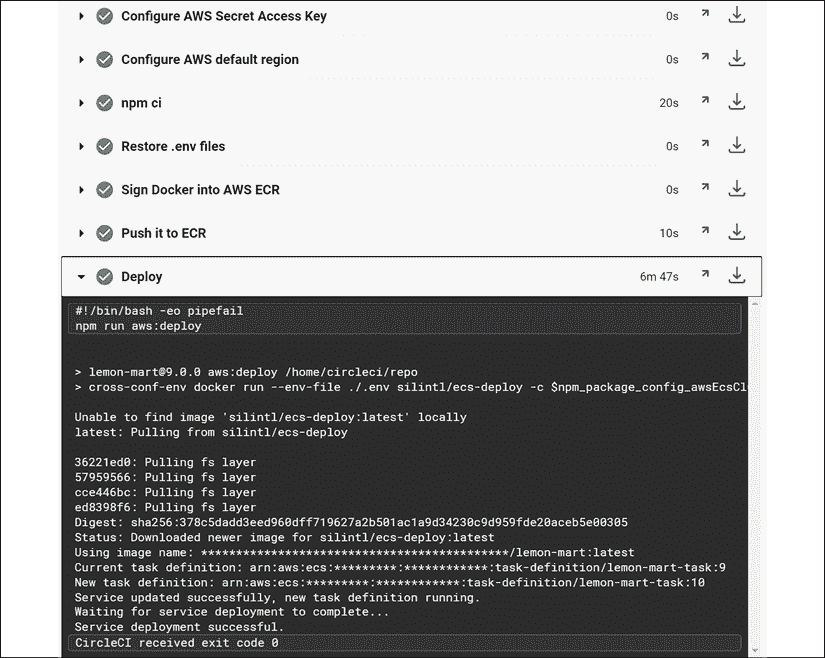 Configure AWS Secret Access Key 0s
Configure AWS default region 0s
npm ci 20s
Restore .env files 0s
Sign Docker into AWS ECR 0s
Push it to ECR 10s
Deploy 6m 47s
#!/bin/bash -eo pipefail
npm run aws:deploy
> lemon-mart@9.0.0 aws:deploy /home/circleci/repo
> cross-conf-env docker run --env-file ./.env silintl/ecs-deploy -c $npm_package_config_awsEcsCl
Unable to find image 'silintl/ecs-deploy:latest' locally
latest: Pulling from silintl/ecs-deploy
36221ed0: Pulling fs layer
57959566: Pulling fs layer
cce446bc: Pulling fs layer
ed8398f6: Pulling fs layer
Digest: sha256:378c5dadd3eed960dff719627a2b501ac1a9d34230c9d959fde20aceb5e00305
Status: Downloaded newer image for silintl/ecs-deploy:latest
Using image name: ********************************************/lemon-mart:latest
Current task definition: arn:aws:ecs:*********:************:task-definition/lemon-mart-task:9
New task definition: arn:aws:ecs:*********:************:task-definition/lemon-mart-task:10
Service updated successfully, new task definition running.
Waiting for service deployment to complete...
Service deployment successful.
CircleCI received exit code 0